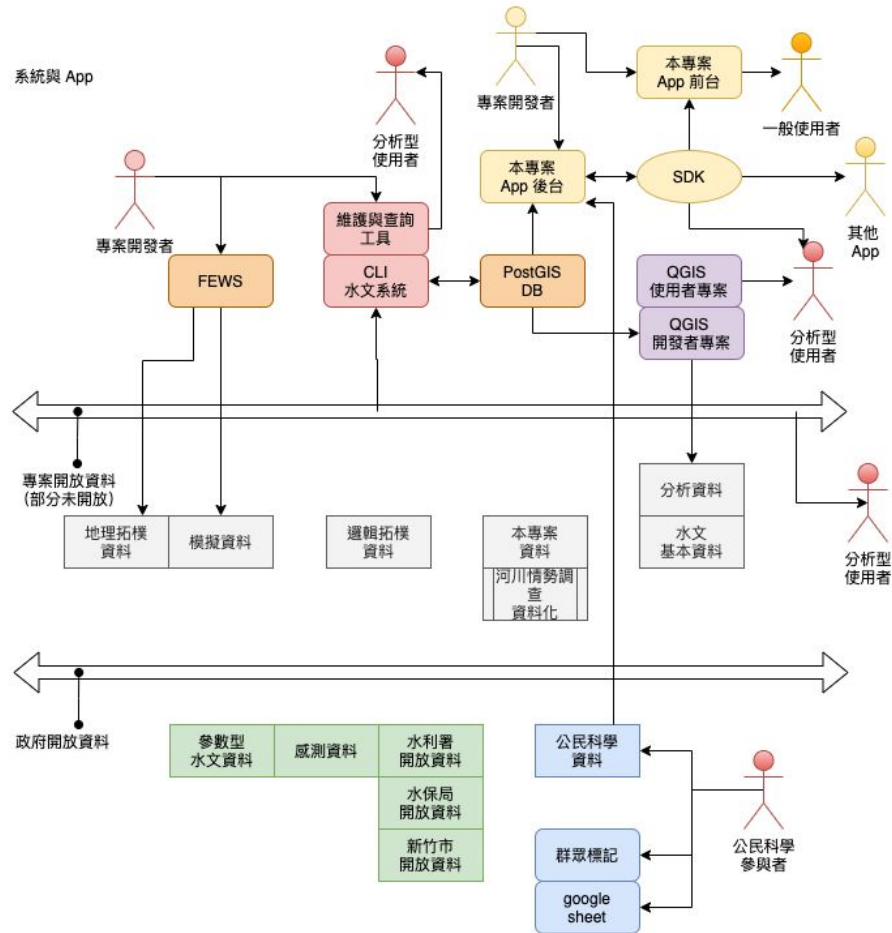 系統與 App
專案開發者
本專案
App 前台
一般使用者
分析型
使用者
本專案
App 後台
SDK
其他
App
專案開發者
維護與查詢
工具
FEWS
CLI
水文系統
PostGIS
DB
QGIS
使用者專案
QGIS
開發者專案
分析型
使用者
專案開放資料
(部分未開放)
地理拓樸
資料
模擬資料
邏輯拓樸
資料
本專案
資料
河川情勢調
查
資料化
分析資料
水文
基本資料
分析型
使用者
政府開放資料
參數型
水文資料
感測資料
水利署
開放資料
水保局
開放資料
新竹市
開放資料
公民科學
資料
群眾標記
google
sheet
公民科學
參與者